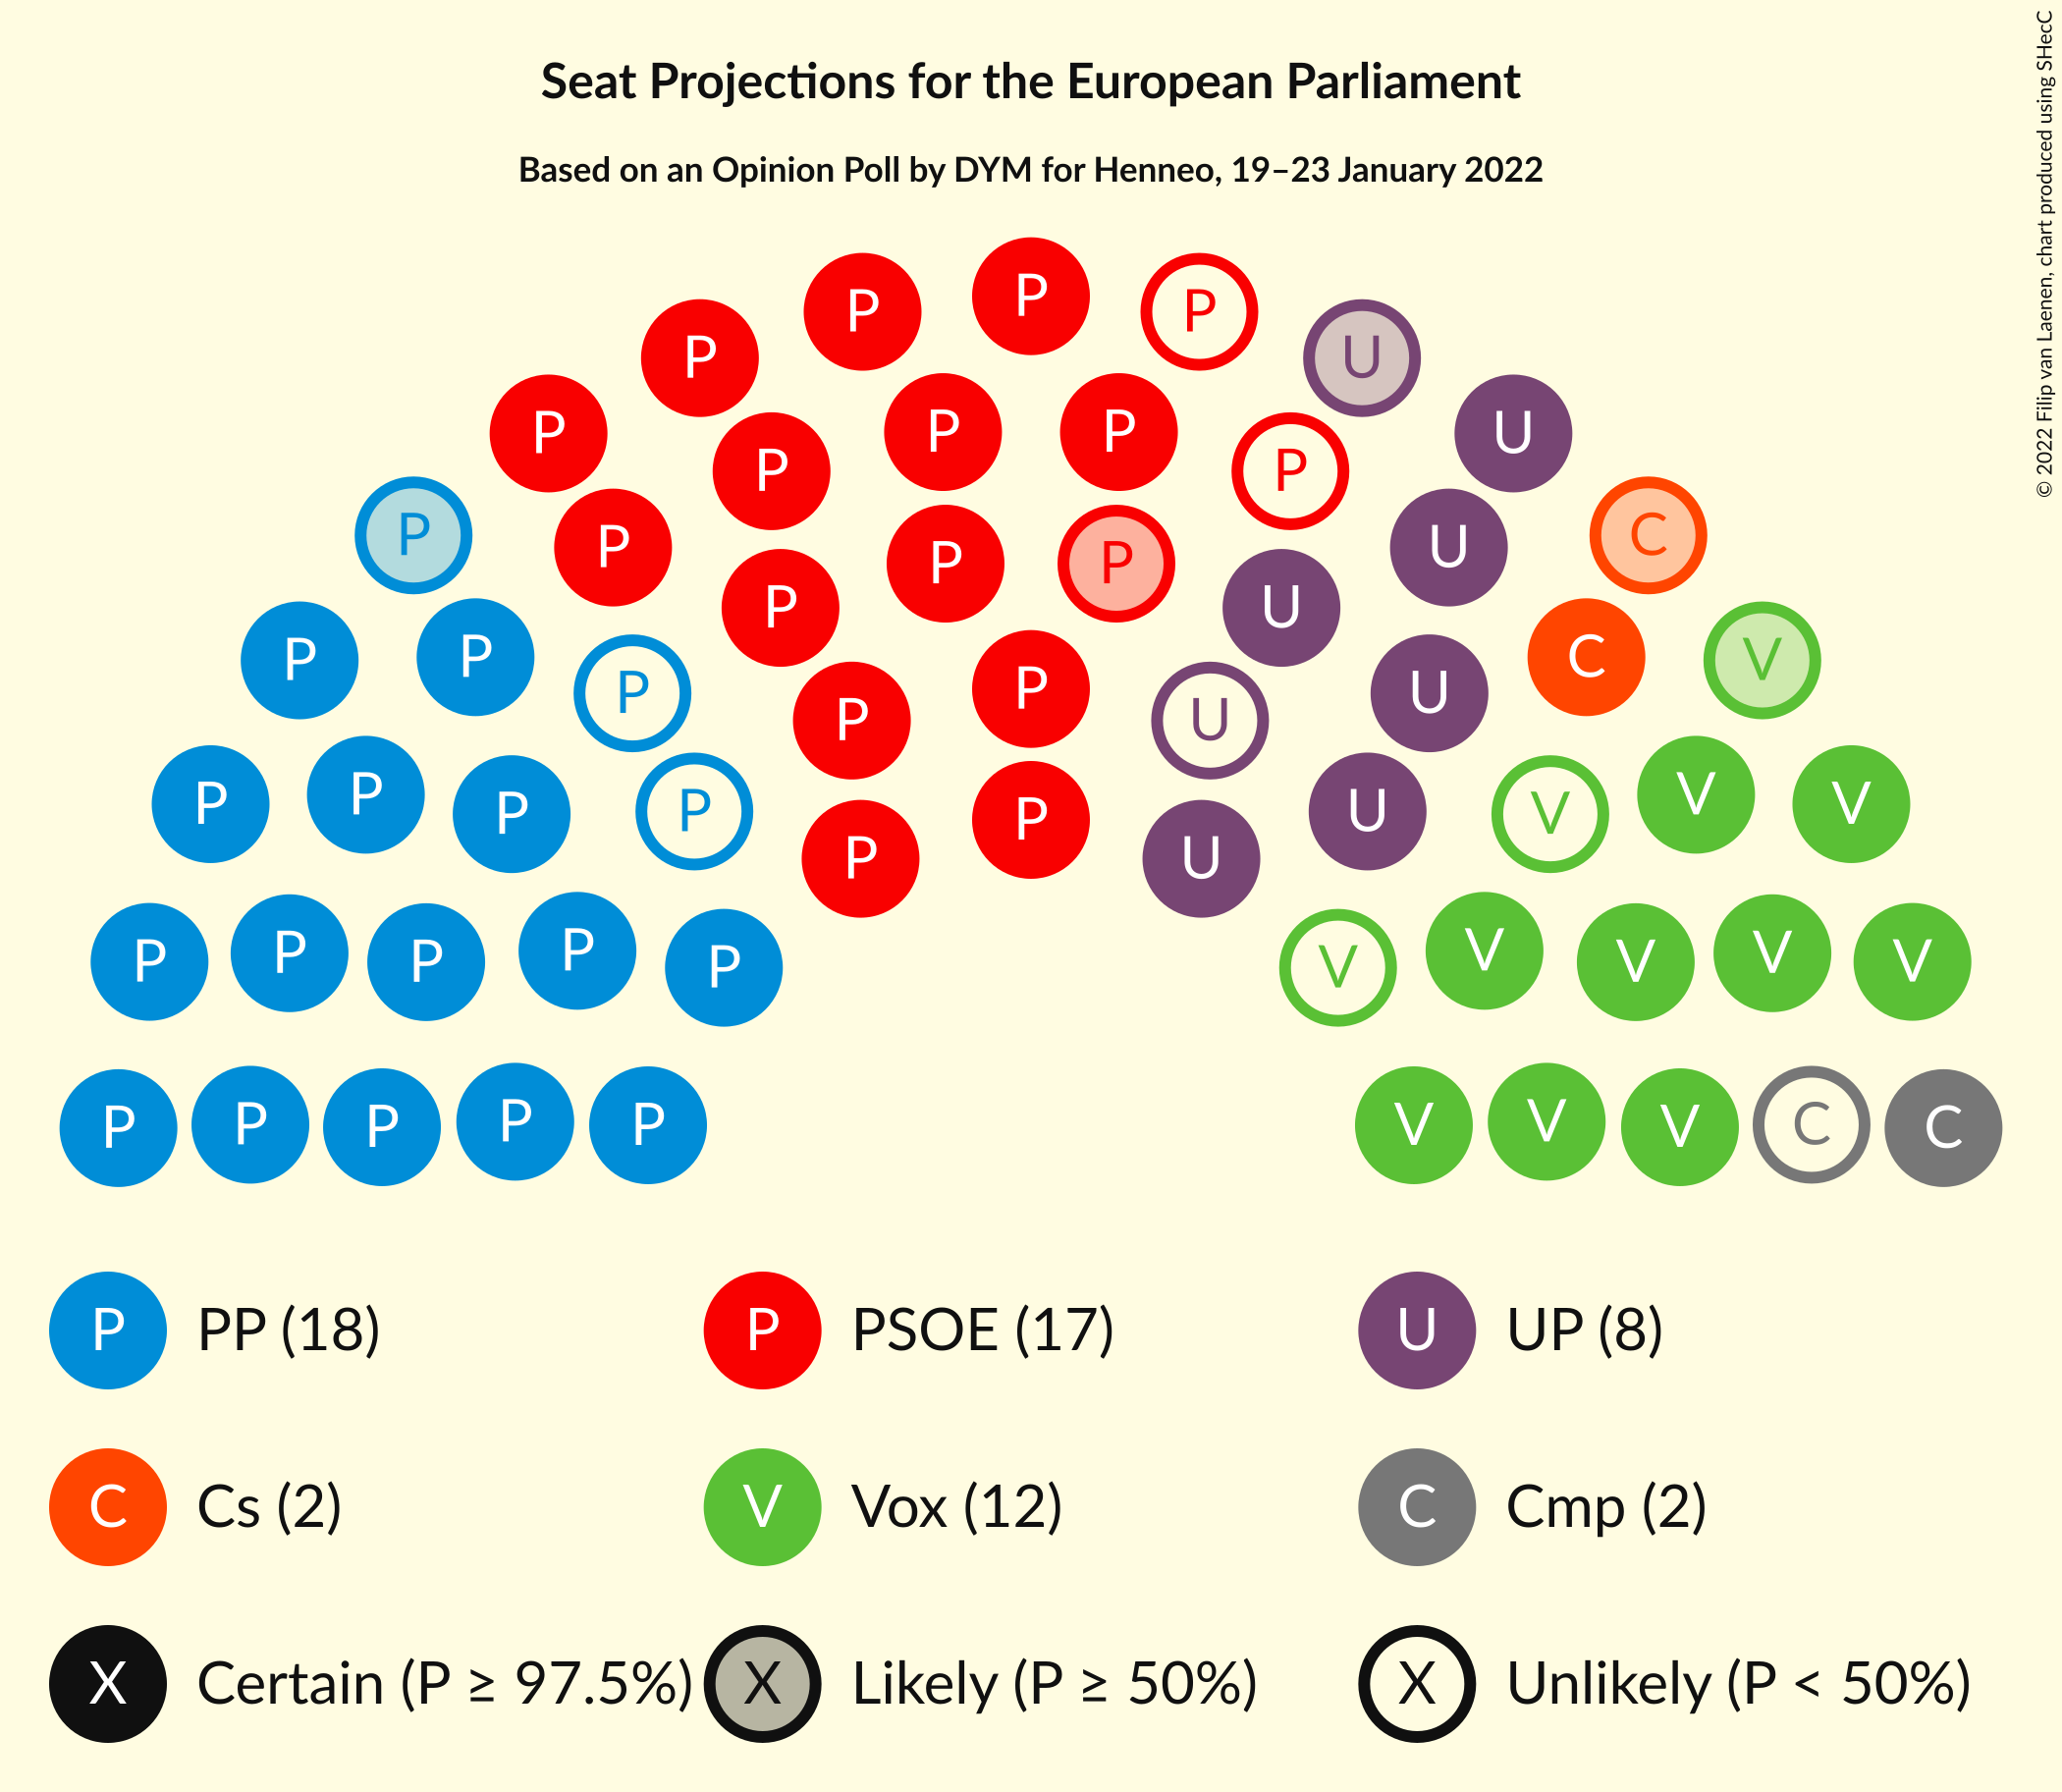 Seat Projections for the European Parliament
Based on an Opinion Poll by DYM for Henneo, 19–23 January 2022
© 2022 Filip van Laenen, chart produced using SHecC
P
P P
P U
P P
P P
P U
P P
U
P P
P C
P
P U
P U
P P C V
P U
P P
P
P V V
P P P U V
P P
P U
P P P P P V V V V V
P P P P P V V V C C
P PP (18) P PSOE (17) U UP (8)
C Cs (2) V Vox (12) C Cmp (2)
X Certain (P ≥ 97.5%) X Likely (P ≥ 50%) X Unlikely (P < 50%)